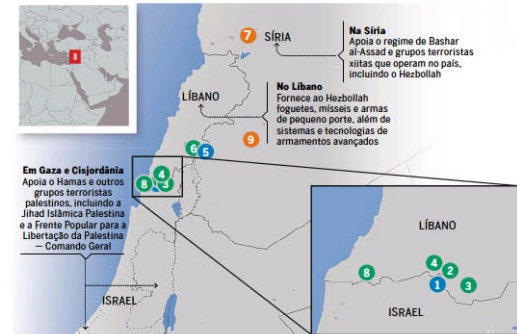 7
SÍRIA
Na Síria
Apoia o regime de Bashar
al-Assad e grupos terroristas
xiitas que operam no país,
incluindo o Hezbollah
LÍBANO
No Líbano
Fornece ao Hezbollah
foguetes, mísseis e armas
de pequeno porte, além de
sistemas e tecnologias de
armamentos avançados
9
6
5
4
8
3
Em Gaza e Cisjordânia
Apoia o Hamas e outros
grupos terroristas
palestinos, incluindo a
Jihad Islâmica Palestina
e a Frente Popular para a
Libertação da Palestina
— Comando Geral
ISRAEL
LÍBANO
8
4
2
1
3
ISRAEL